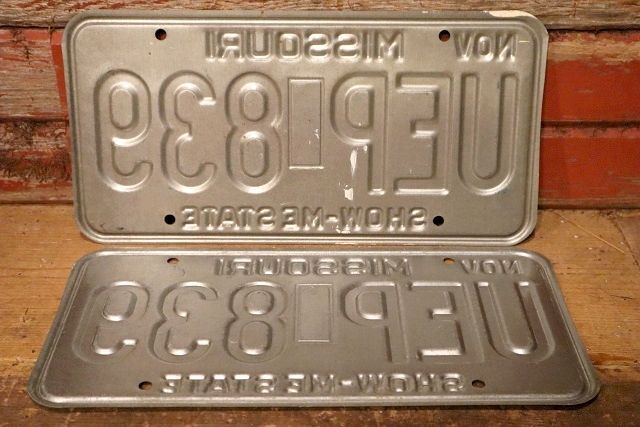 NOV MISSOURI
UEP 839
SHOW-ME STATE
NOV MISSOURI
UEP 839
SHOW-ME STATE